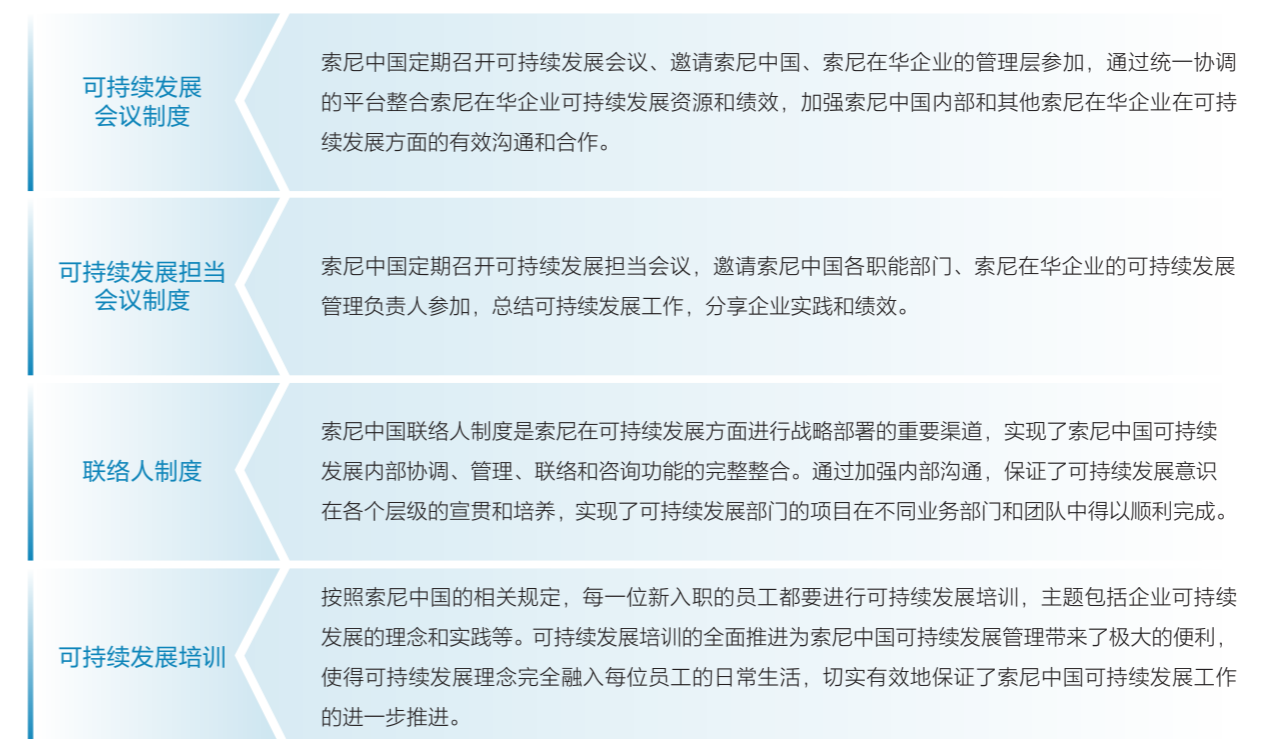 可持续发展
会议制度
索尼中国定期召开可持续发展会议、邀请索尼中国、索尼在华企业的管理层参加，通过统一协调
的平台整合索尼在华企业可持续发展资源和绩效，加强索尼中国内部和其他索尼在华企业在可持
续发展方面的有效沟通和合作。
可持续发展担当
会议制度
索尼中国定期召开可持续发展担当会议，邀请索尼中国各职能部门、索尼在华企业的可持续发展
管理负责人参加，总结可持续发展工作，分享企业实践和绩效。
联络人制度
索尼中国联络人制度是索尼在可持续发展方面进行战略部署的重要渠道，实现了索尼中国可持续
发展内部协调、管理、联络和咨询功能的完整整合。通过加强内部沟通，保证了可持续发展意识
在各个层级的宣贯和培养，实现了可持续发展部门的项目在不同业务部门和团队中得以顺利完成。
可持续发展培训
按照索尼中国的相关规定，每一位新入职的员工都要进行可持续发展培训，主题包括企业可持续
发展的理念和实践等。可持续发展培训的全面推进为索尼中国可持续发展管理带来了极大的便利，
使得可持续发展理念完全融入每位员工的日常生活，切实有效地保证了索尼中国可持续发展工作
的进一步推进。